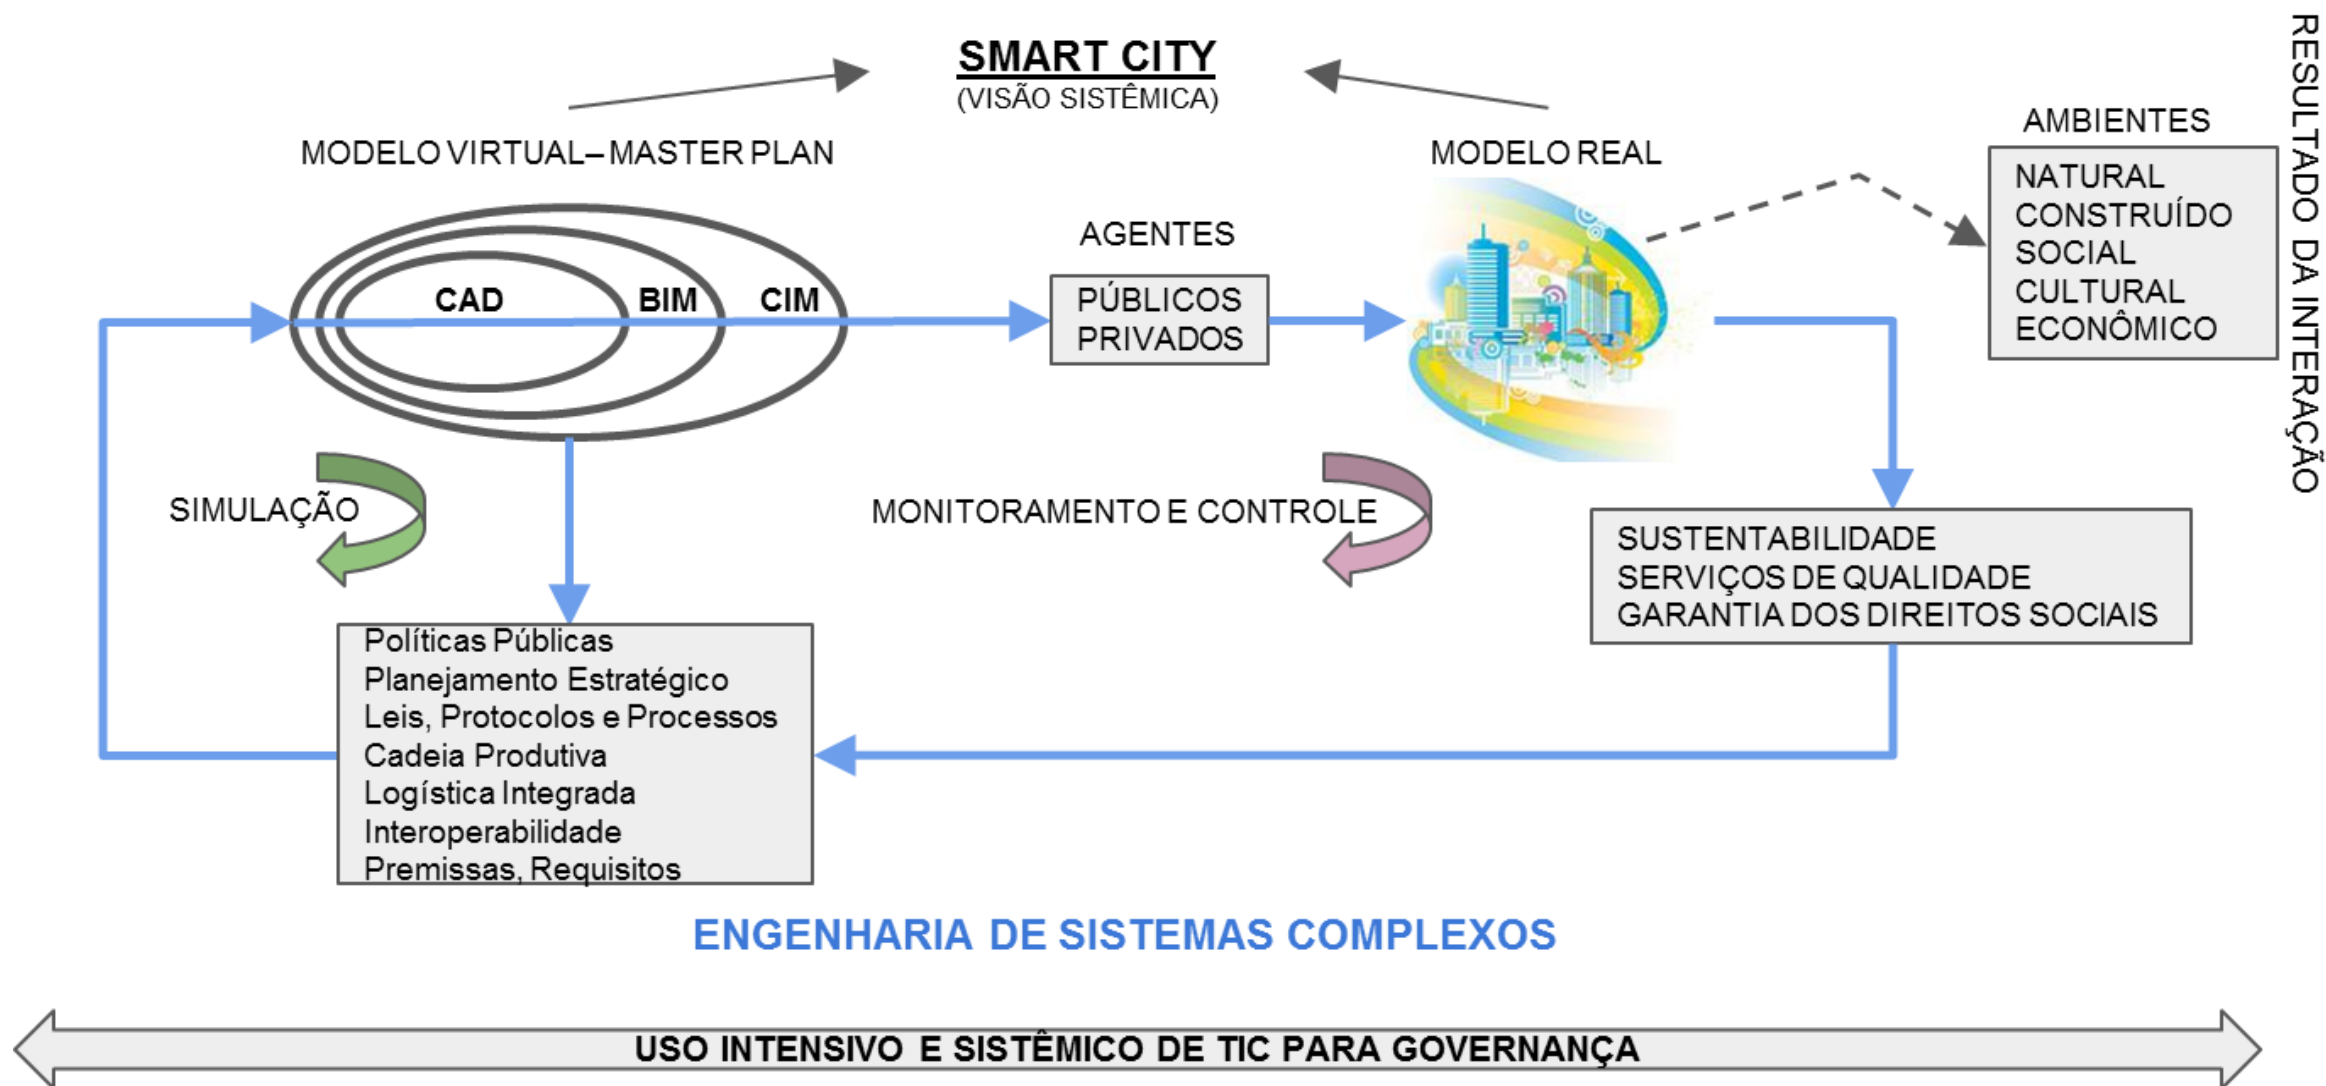 SMART CITY
(VISÃO SISTÊMICA)
MODELO VIRTUAL– MASTER PLAN
MODELO REAL
AMBIENTES
NATURAL
CONSTRUÍDO
SOCIAL
CULTURAL
ECONÔMICO
RESULTADO DA INTERAÇÃO
CAD
BIM
CIM
AGENTES
PÚBLICOS
PRIVADOS
SIMULAÇÃO
MONITORAMENTO E CONTROLE
SUSTENTABILIDADE
SERVIÇOS DE QUALIDADE
GARANTIA DOS DIREITOS SOCIAIS
Políticas Públicas
Planejamento Estratégico
Leis, Protocolos e Processos
Cadeia Produtiva
Logística Integrada
Interoperabilidade
Premissas, Requisitos
ENGENHARIA DE SISTEMAS COMPLEXOS
USO INTENSIVO E SISTÊMICO DE TIC PARA GOVERNANÇA